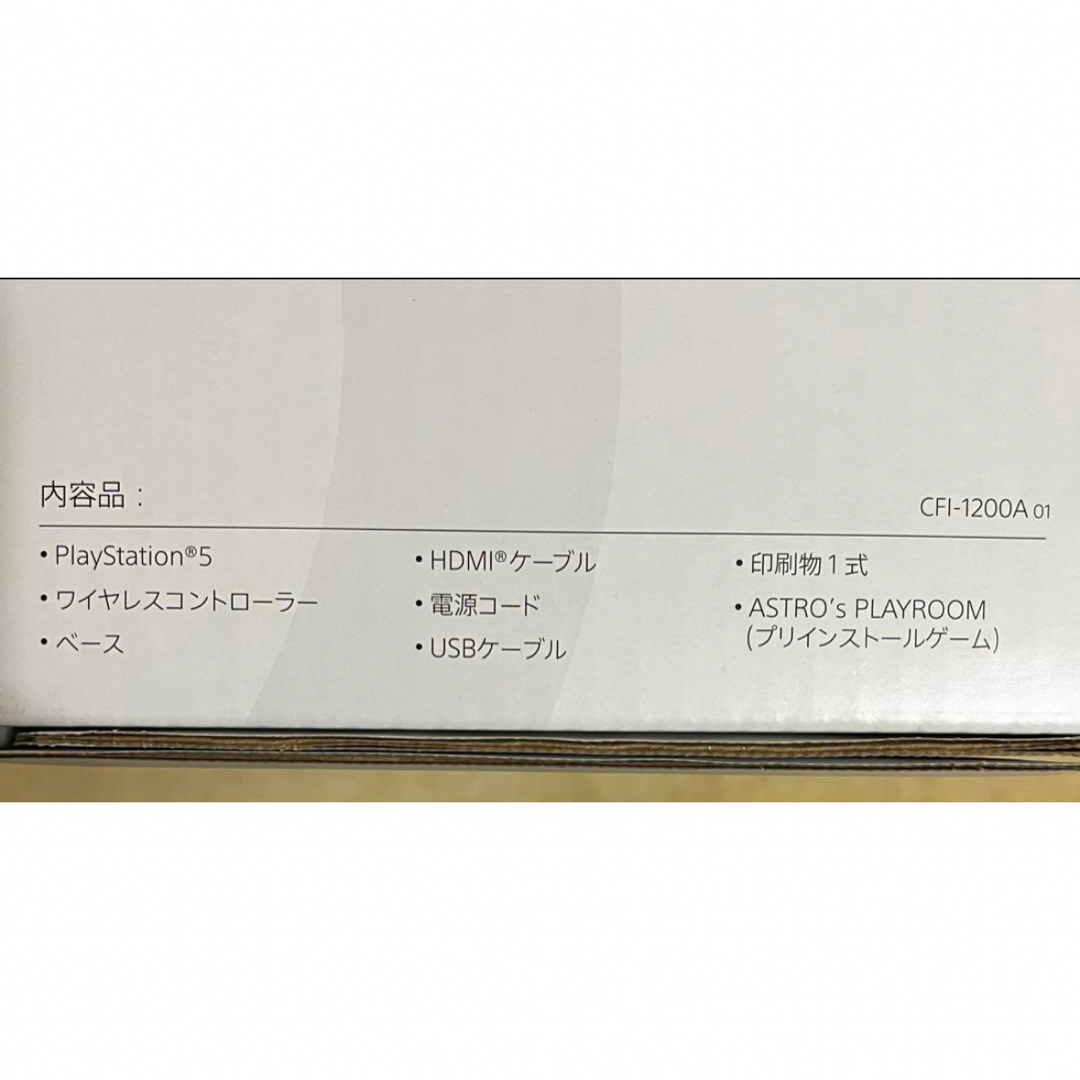 内容品：
CFI-1200A 01
• PlayStation®5
• ワイヤレスコントローラー
• ベース
• HDMI®ケーブル
• 電源コード
• USBケーブル
• 印刷物1式
• ASTRO's PLAYROOM
(プリインストールゲーム)